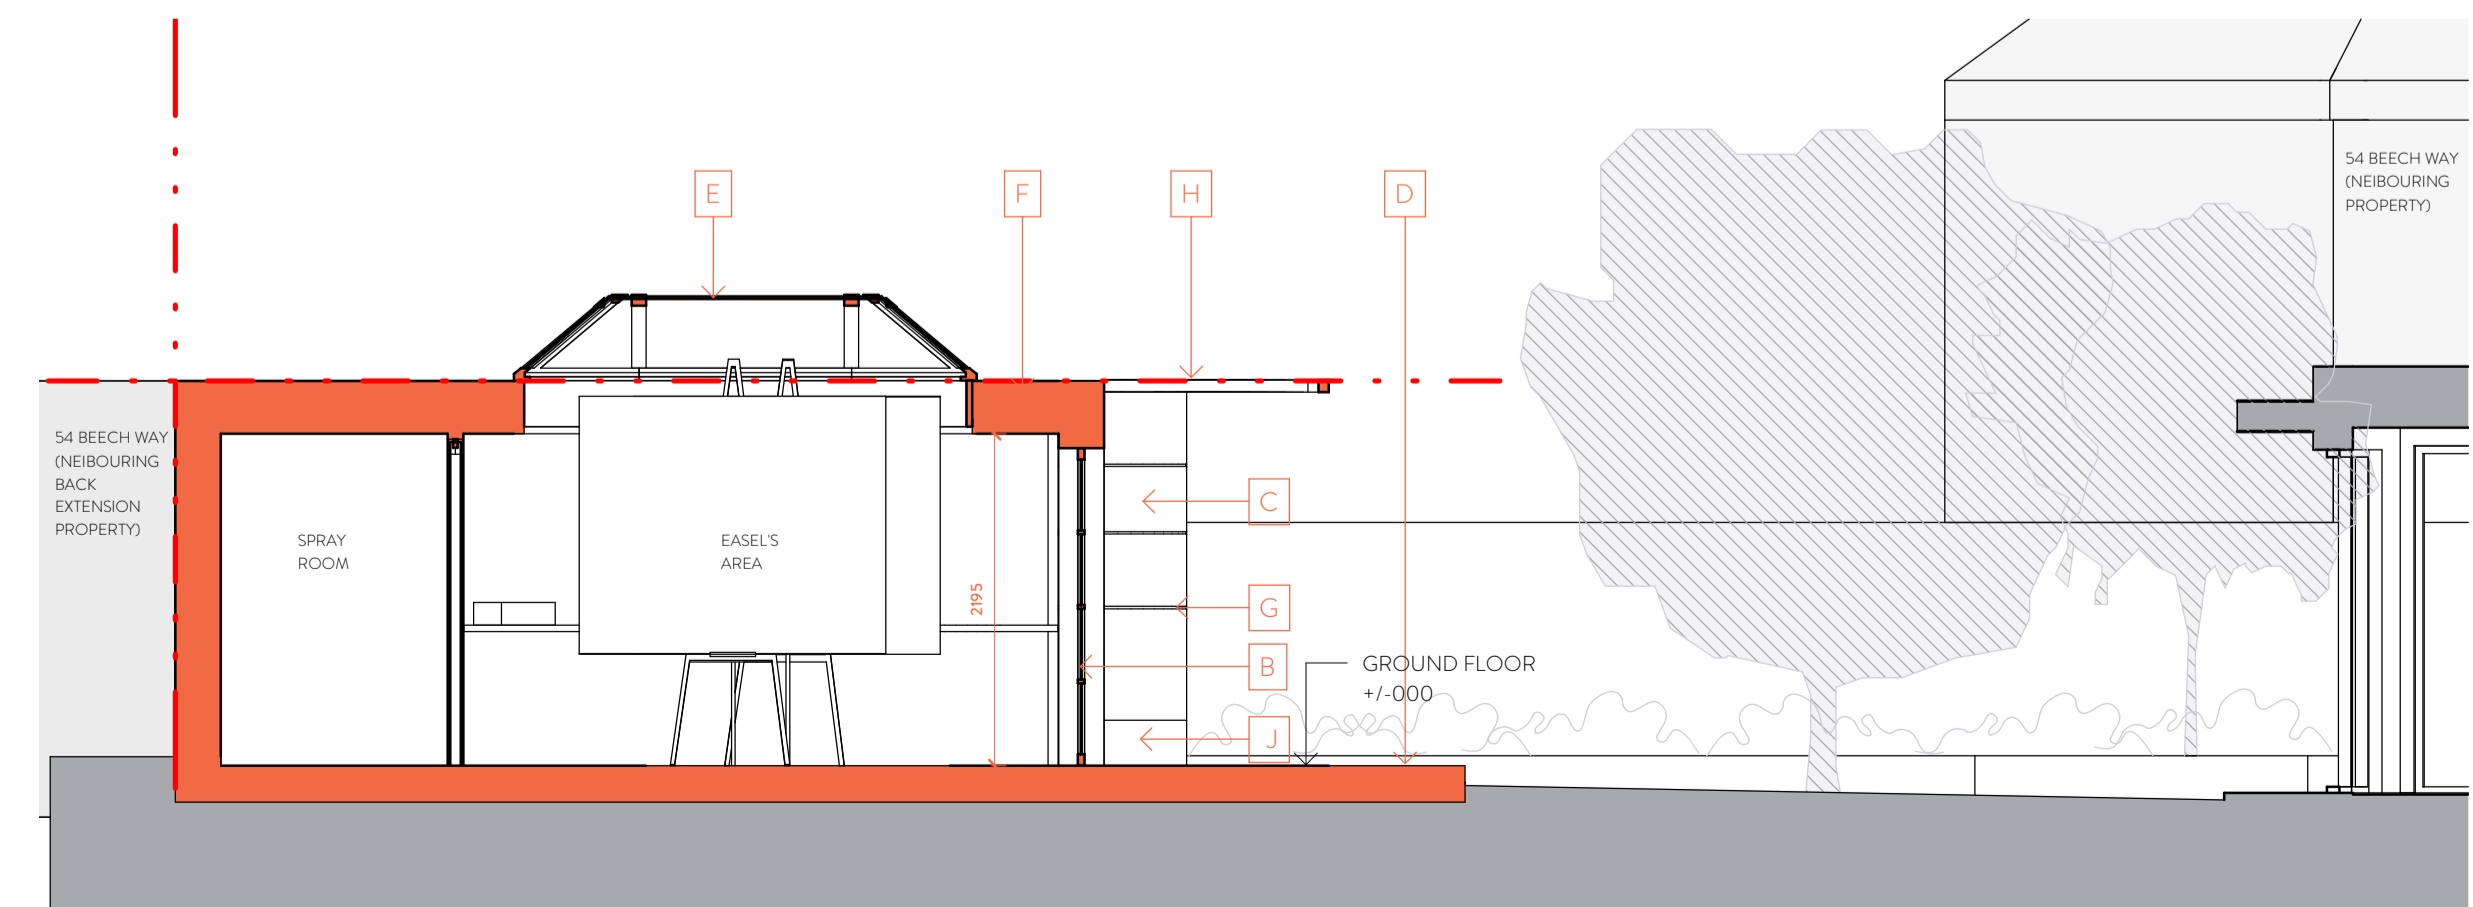 E
F
H
D
54 BEECH WAY
(NEIBOURING
PROPERTY)
54 BEECH WAY
(NEIBOURING
BACK
EXTENSION
PROPERTY)
SPRAY
ROOM
EASEL'S
AREA
2195
C
G
B
J
GROUND FLOOR
+/-000